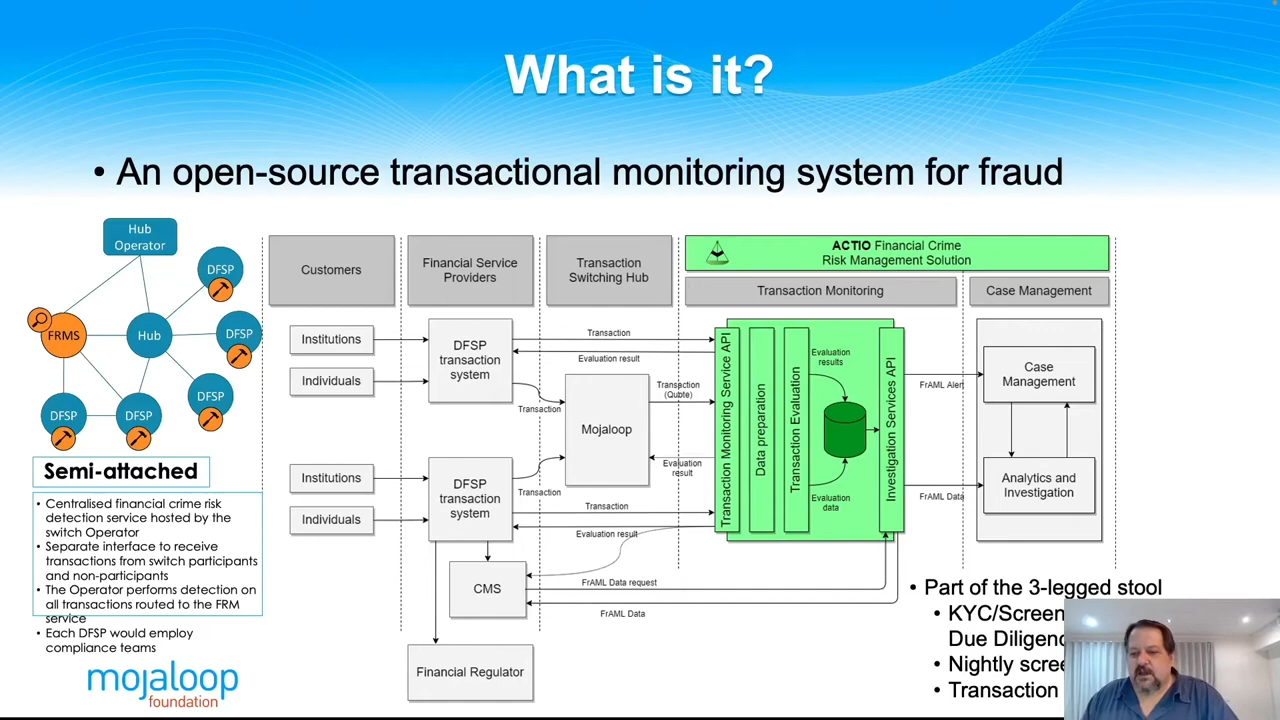 What is it?
• An open-source transactional monitoring system for fraud
Hub
Operator
DFSP
FRMS
Hub
DFSP
DFSP
DFSP
DFSP
Semi-attached
• Centralised financial crime risk
detection service hosted by the
switch Operator
• Separate interface to receive
transactions from switch participants
and non-participants
• The Operator performs detection on
all transactions routed to the FRM
service
• Each DFSP would employ
compliance teams
mojaloop
foundation
Customers
Financial Service
Providers
Transaction
Switching Hub
ACTIO Financial Crime
Risk Management Solution
Transaction Monitoring
Case Management
Institutions
Individuals
DFSP
transaction
system
Transaction
Evaluation result
Transaction
Mojaloop
Transaction
(Quote)
Evaluation
result
Institutions
Individuals
DFSP
transaction
system
Transaction
Transaction
Evaluation result
Transaction Monitoring Service API
Data preparation
Transaction Evaluation
Evaluation
results
Evaluation
data
Investigation Services API
FrAML Alert
FrAML Data
Case
Management
Analytics and
Investigation
CMS
FrAML Data request
FrAML Data
Financial Regulator
• Part of the 3-legged stool
• KYC/Screen
Due Diligenc
• Nightly scree
• Transaction